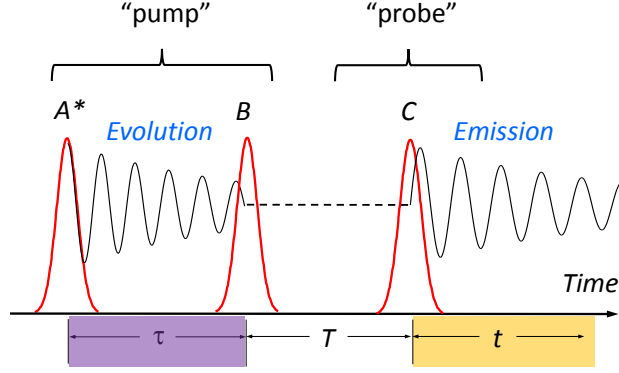 “pump”
“probe”
A*
Evolution
B
C
Emission
Time
τ
T
t